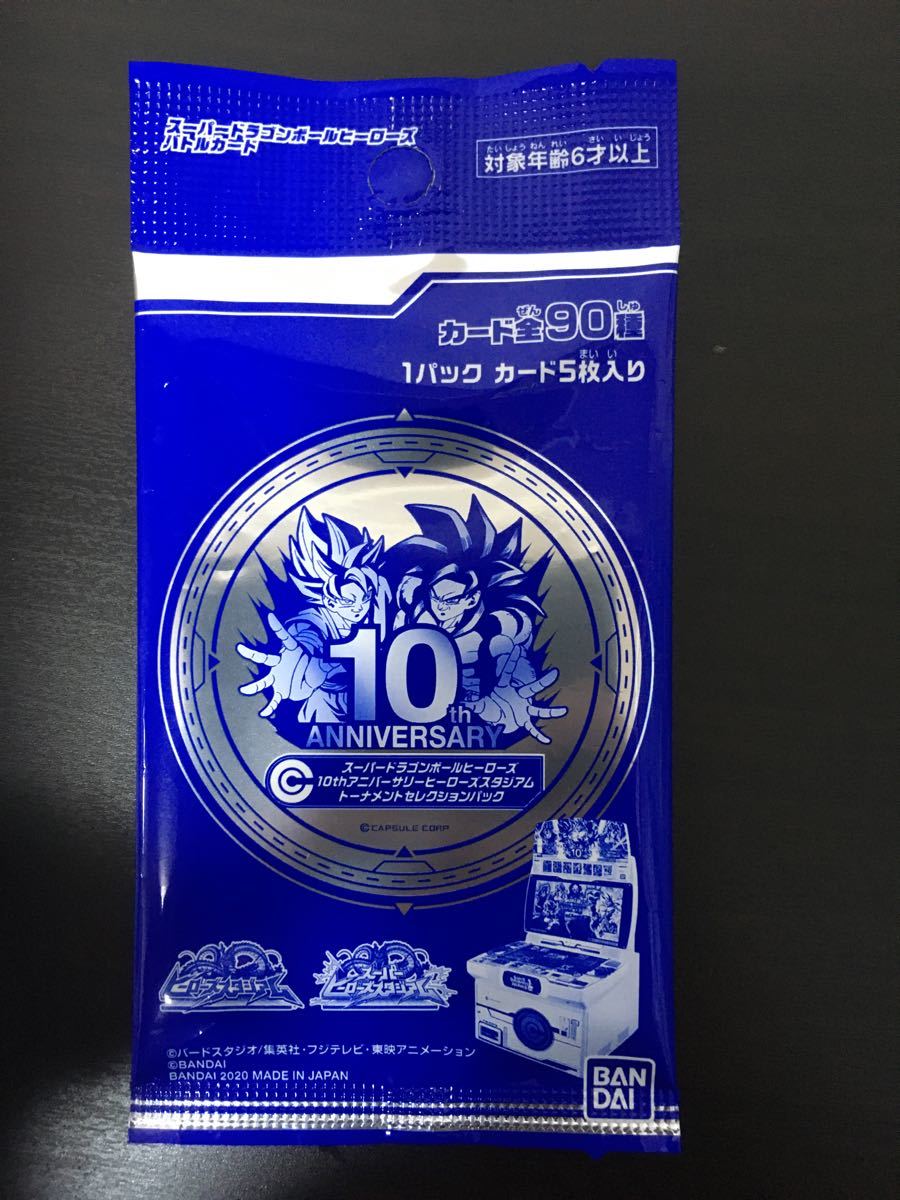 スーパードラゴンボールヒーローズ
バトルカード
たいしょうねんれい さいいじょう
対象年齢6才以上
ぜん しゅ
カード全90種
まいい
1パック カード5枚入り
10th
ANNIVERSARY
C
スーパードラゴンボールヒーローズ
10thアニバーサリーヒーローズスタジアム
トーナメントセレクションパック
©CAPSULE CORP
ヒーローズスタジアム
スーパー
ヒーローズスタジアム
10th
©バードスタジオ/集英社・フジテレビ・東映アニメーション
©BANDAI
BANDAI 2020 MADE IN JAPAN
BAN
DAI